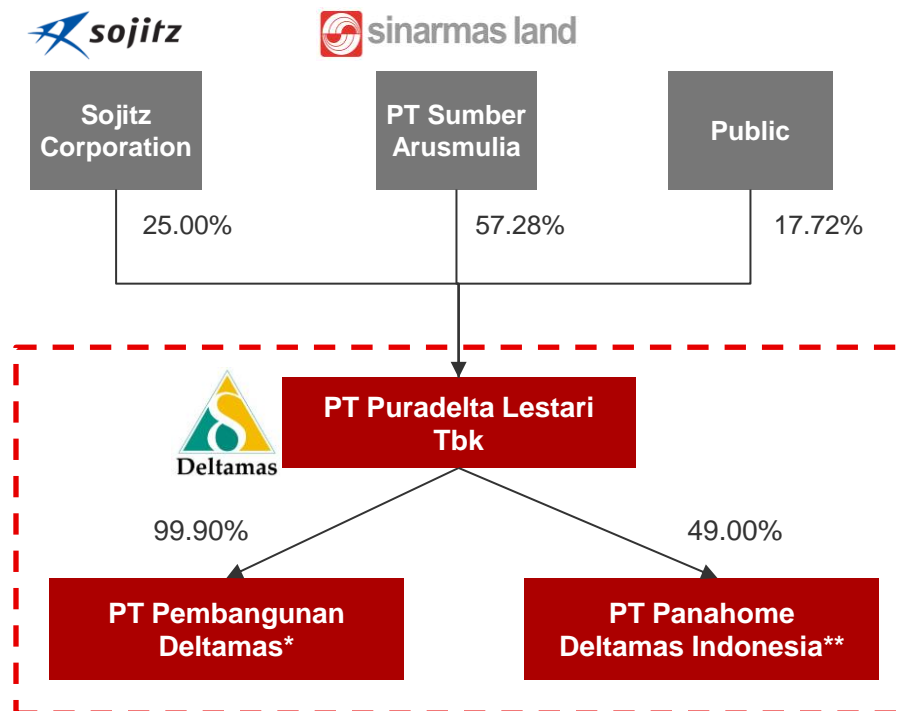 sojitz
sinarmas land
Sojitz
Corporation
PT Sumber
Arusmulia
Public
25.00%
57.28%
17.72%
PT Puradelta Lestari
Tbk
Deltamas
99.90%
49.00%
PT Pembangunan
Deltamas*
PT Panahome
Deltamas Indonesia**